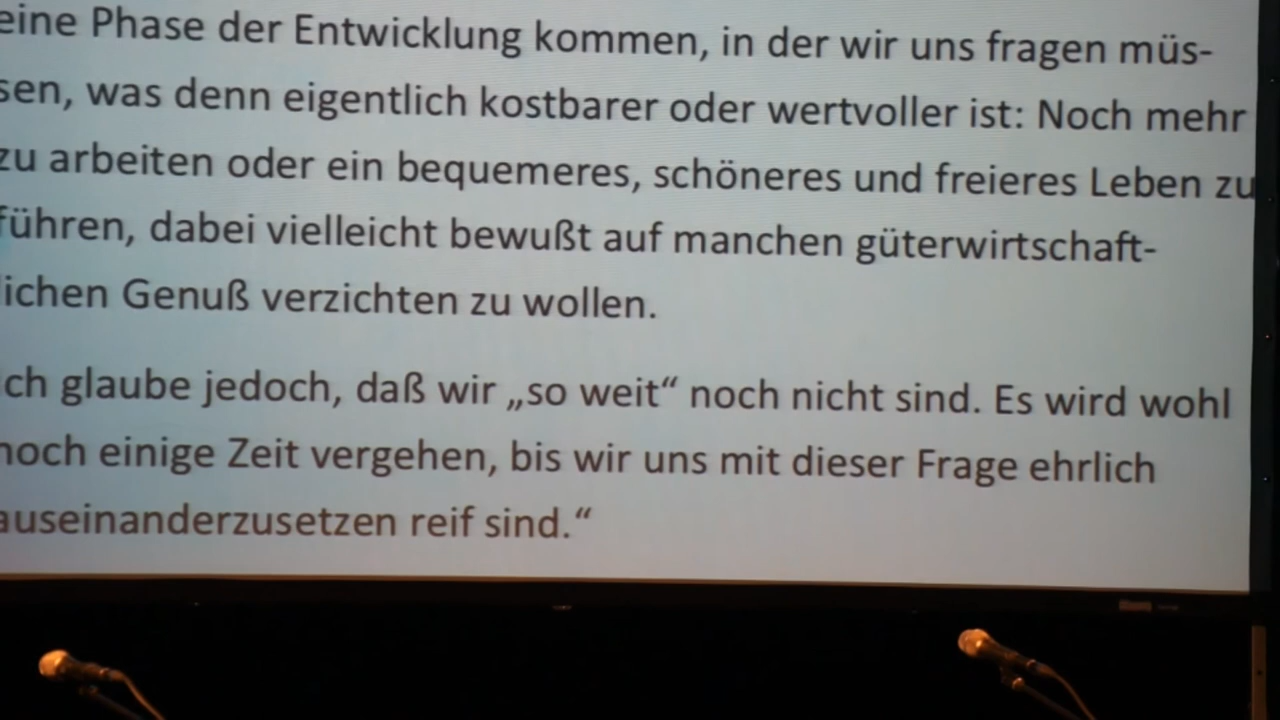 eine Phase der Entwicklung kommen, in der wir uns fragen müs-
sen, was denn eigentlich kostbarer oder wertvoller ist: Noch mehr
zu arbeiten oder ein bequemeres, schöneres und freieres Leben zu
führen, dabei vielleicht bewußt auf manchen güterwirtschaft-
lichen Genuß verzichten zu wollen.
ch glaube jedoch, daß wir „so weit“ noch nicht sind. Es wird wohl
noch einige Zeit vergehen, bis wir uns mit dieser Frage ehrlich
auseinanderzusetzen reif sind.“